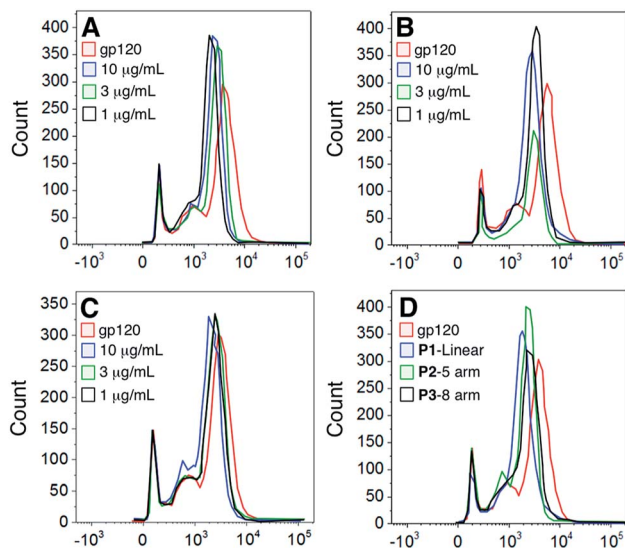 A
gp120
10 µg/mL
3 µg/mL
1 µg/mL
Count
400
350
300
250
200
150
100
50
0
-10³ 0 10³ 10⁴ 10⁵
B
gp120
10 µg/mL
3 µg/mL
1 µg/mL
Count
400
350
300
250
200
150
100
50
0
-10³ 0 10³ 10⁴ 10⁵
C
gp120
10 µg/mL
3 µg/mL
1 µg/mL
Count
350
300
250
200
150
100
50
0
-10³ 0 10³ 10⁴ 10⁵
D
gp120
P1-Linear
P2-5 arm
P3-8 arm
Count
400
350
300
250
200
150
100
50
0
-10³ 0 10³ 10⁴ 10⁵